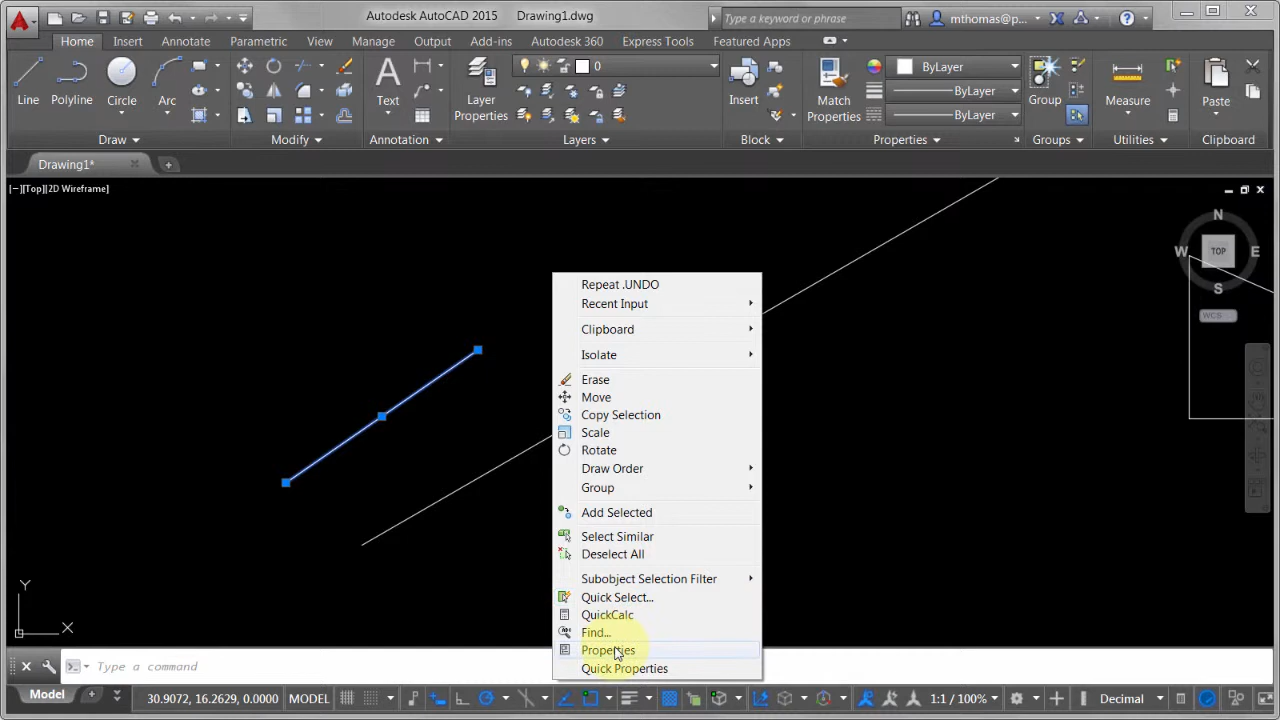 Autodesk AutoCAD 2015 Drawing1.dwg
Type a keyword or phrase
mthomas@p...
Home Insert Annotate Parametric View Manage Output Add-ins Autodesk 360 Express Tools Featured Apps
Line
Polyline
Circle
Arc
Text
Layer
Properties
0
Insert
Match
Properties
ByLayer
ByLayer
ByLayer
Group
Measure
Paste
Draw
Modify
Annotation
Layers
Block
Properties
Groups
Utilities
Clipboard
Drawing1*
[−][Top][2D Wireframe]
N
W
TOP
E
S
WCS
Repeat .UNDO
Recent Input
Clipboard
Isolate
Erase
Move
Copy Selection
Scale
Rotate
Draw Order
Group
Add Selected
Select Similar
Deselect All
Subobject Selection Filter
Quick Select...
QuickCalc
Find...
Properties
Quick Properties
Y
X
Type a command
Model
30.9072, 16.2629, 0.0000 MODEL
1:1 / 100%
Decimal